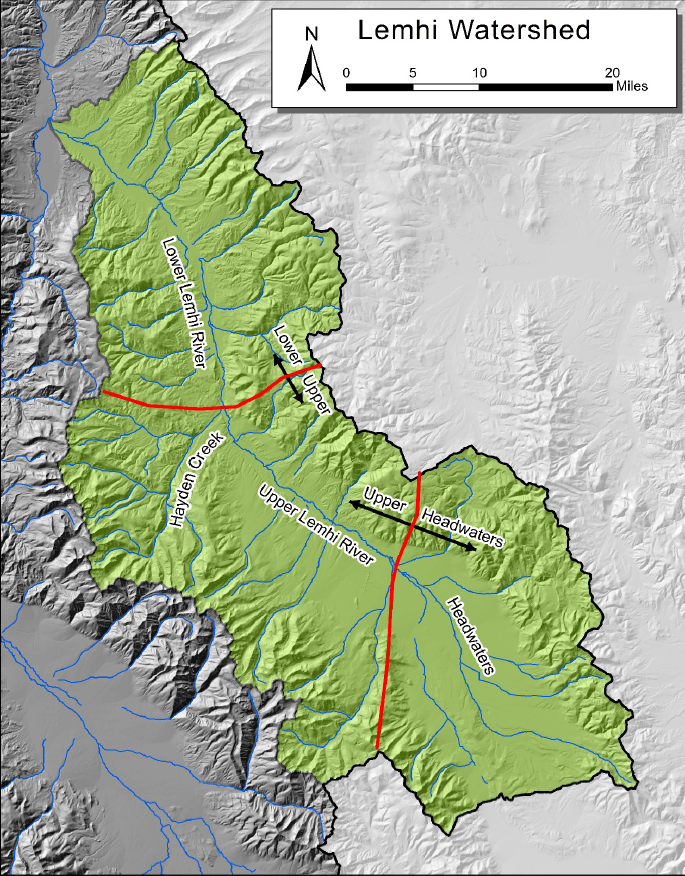 Lemhi Watershed
N
0 5 10 20
Miles
Lower Lemhi River
Lower
Upper
Hayden Creek
Upper Lemhi River
Upper
Headwaters
Headwaters